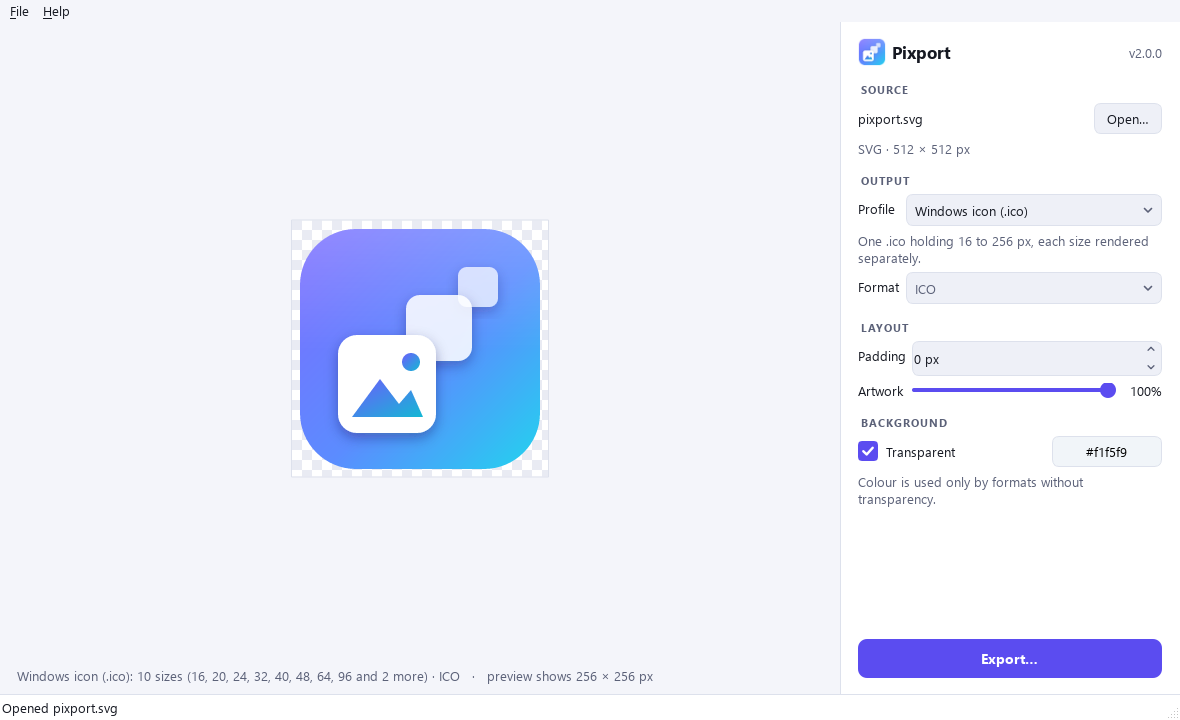 File Help
Pixport v2.0.0
SOURCE
pixport.svg Open...
SVG · 512 × 512 px
OUTPUT
Profile Windows icon (.ico)
One .ico holding 16 to 256 px, each size rendered
separately.
Format ICO
LAYOUT
Padding 0 px
Artwork 100%
BACKGROUND
Transparent #f1f5f9
Colour is used only by formats without
transparency.
Export...
Windows icon (.ico): 10 sizes (16, 20, 24, 32, 40, 48, 64, 96 and 2 more) · ICO · preview shows 256 × 256 px
Opened pixport.svg